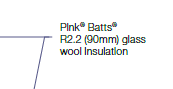 Pink® Batts®
R2.2 (90mm) glass
wool insulation